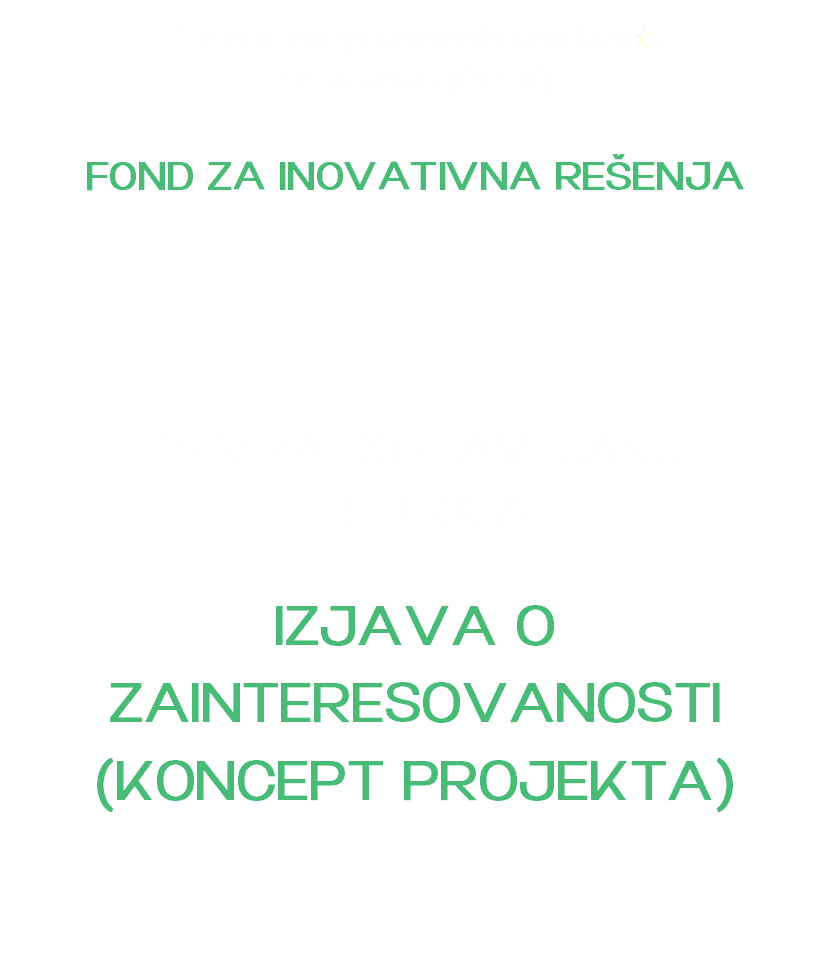 FOND ZA INOVATIVNA REŠENJA
IZJAVA O
ZAINTERESOVANOSTI
(KONCEPT PROJEKTA)